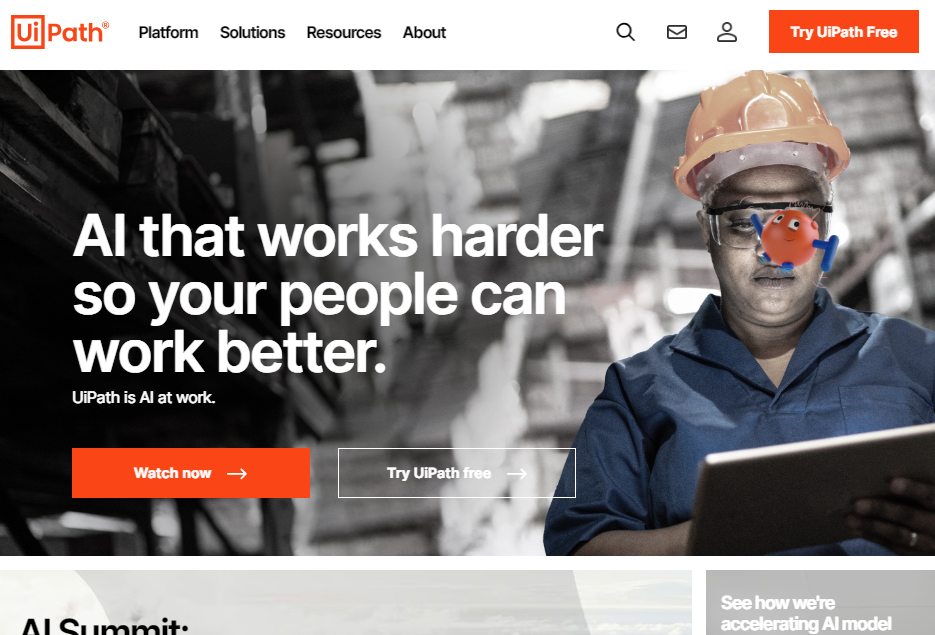 UiPath®
Platform
Solutions
Resources
About
Try UiPath Free
AI that works harder
so your people can
work better.
UiPath is AI at work.
Watch now
Try UiPath free
AI Summit:
See how we're
accelerating AI model